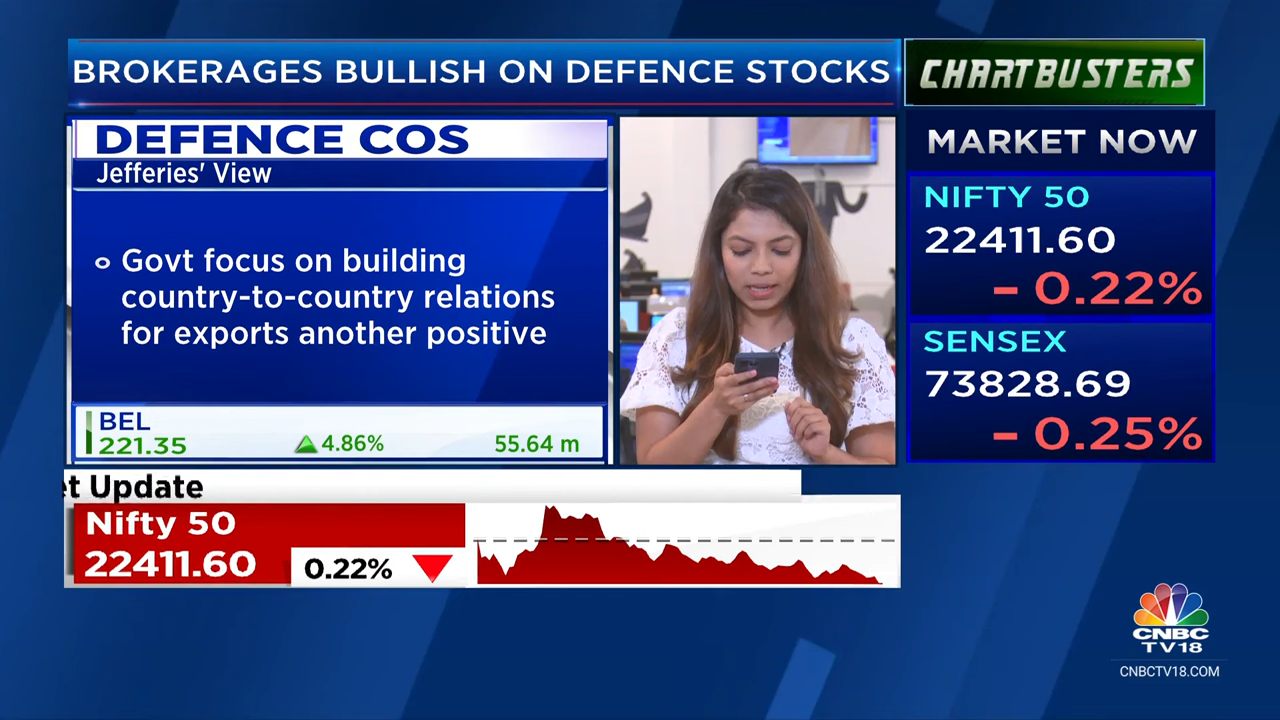 BROKERAGES BULLISH ON DEFENCE STOCKS
CHARTBUSTERS
DEFENCE COS
Jefferies' View
Govt focus on building
country-to-country relations
for exports another positive
BEL
221.35 4.86% 55.64 m
MARKET NOW
NIFTY 50
22411.60
– 0.22%
SENSEX
73828.69
– 0.25%
et Update
Nifty 50
22411.60 0.22%
CNBC
TV18
CNBCTV18.COM